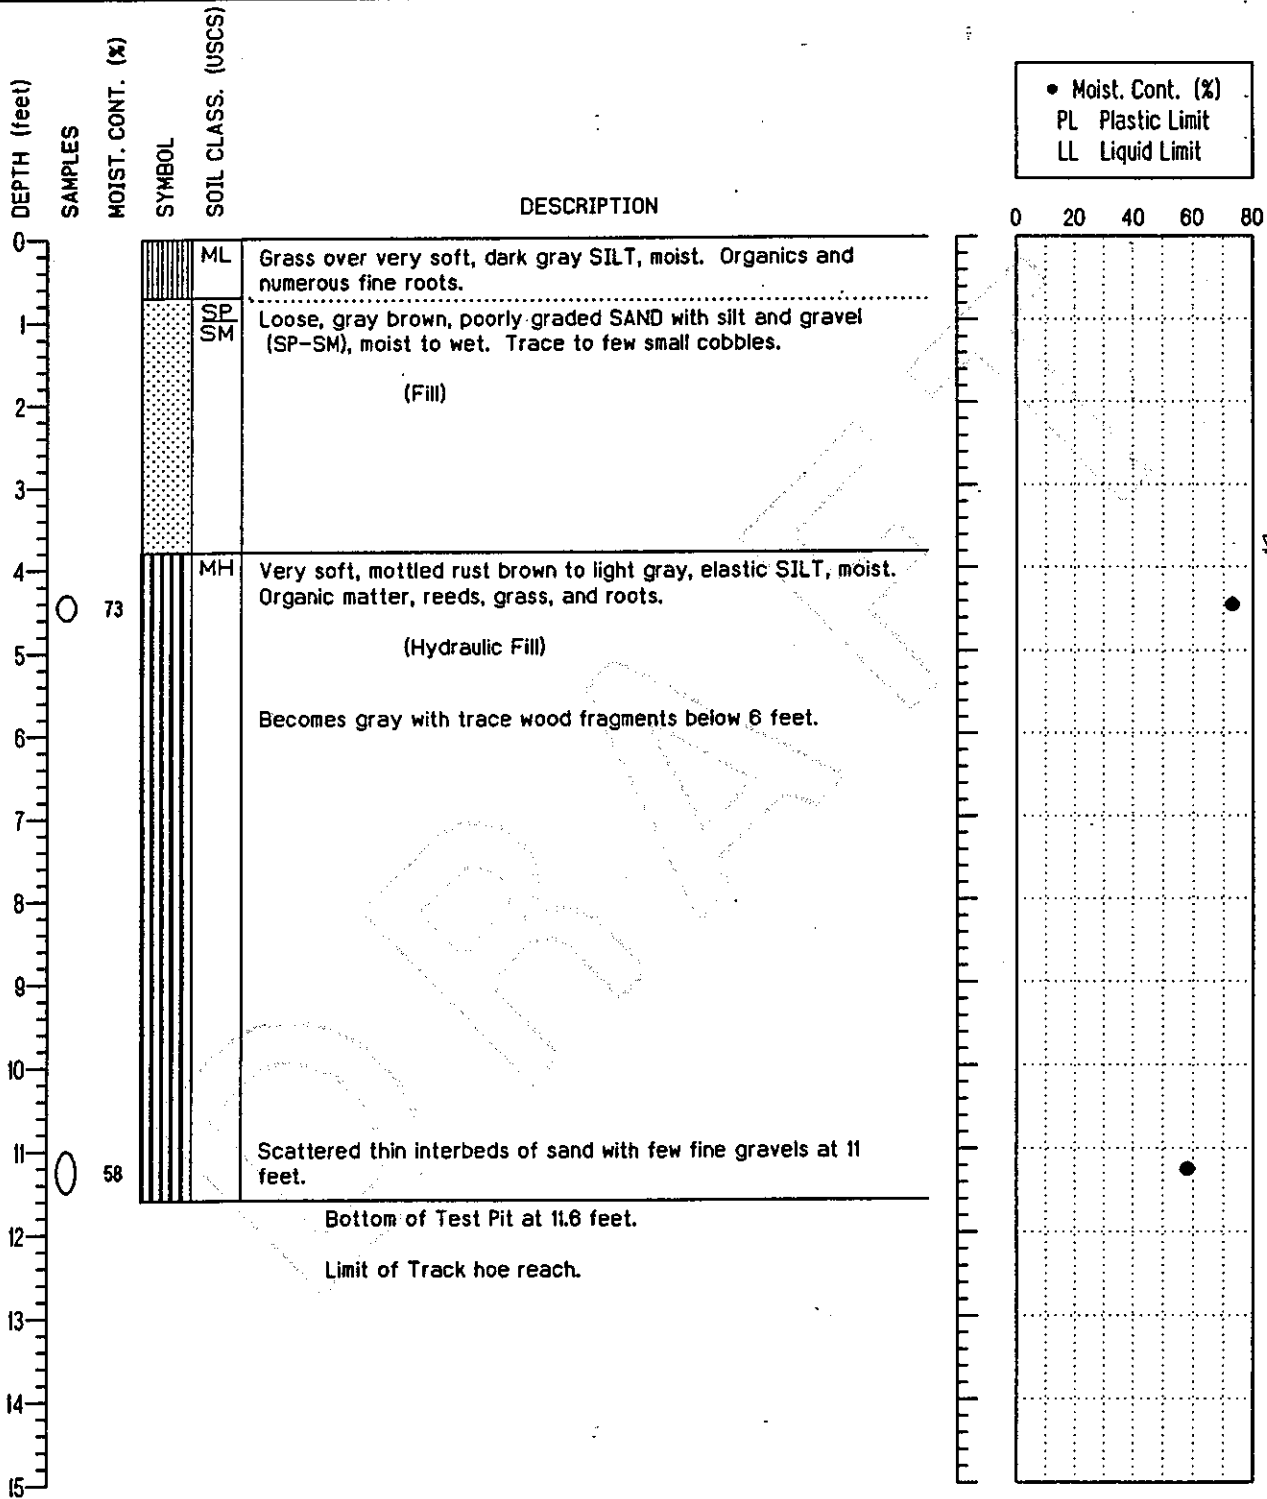 DEPTH (feet)
SAMPLES
MOIST. CONT. (%)
SYMBOL
SOIL CLASS. (USCS)
DESCRIPTION
● Moist. Cont. (%)
PL Plastic Limit
LL Liquid Limit
0 20 40 60 80
0
ML
Grass over very soft, dark gray SILT, moist. Organics and
numerous fine roots.
1
SP
SM
Loose, gray brown, poorly graded SAND with silt and gravel
(SP-SM), moist to wet. Trace to few small cobbles.
2
(Fill)
3
4
MH
Very soft, mottled rust brown to light gray, elastic SILT, moist.
73
Organic matter, reeds, grass, and roots.
5
(Hydraulic Fill)
6
Becomes gray with trace wood fragments below 6 feet.
7
8
9
10
11
58
Scattered thin interbeds of sand with few fine gravels at 11
feet.
Bottom of Test Pit at 11.6 feet.
12
Limit of Track hoe reach.
13
14
15
DRAFT